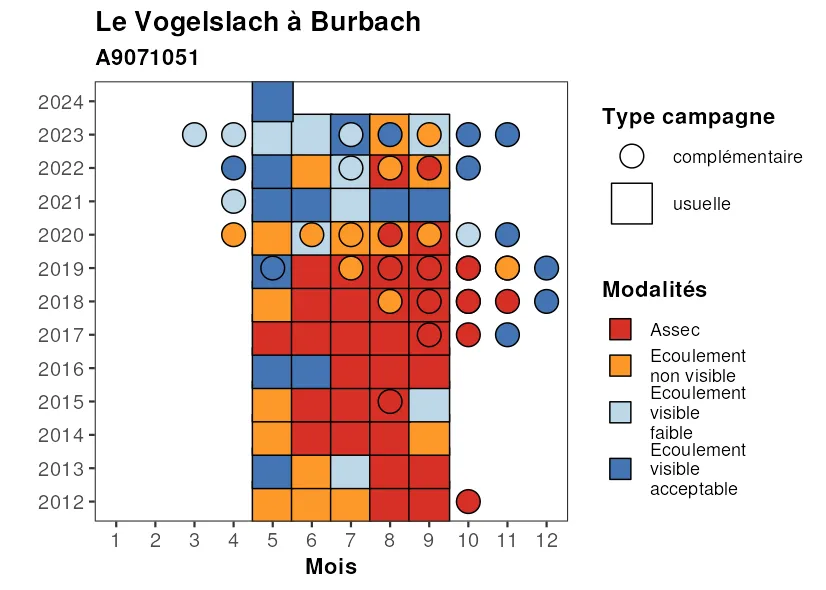 Le Vogelslach à Burbach
A9071051
2024
2023
2022
2021
2020
2019
2018
2017
2016
2015
2014
2013
2012
1 2 3 4 5 6 7 8 9 10 11 12
Mois
Type campagne
complémentaire
usuelle
Modalités
Assec
Ecoulement
non visible
Ecoulement
visible
faible
Ecoulement
visible
acceptable